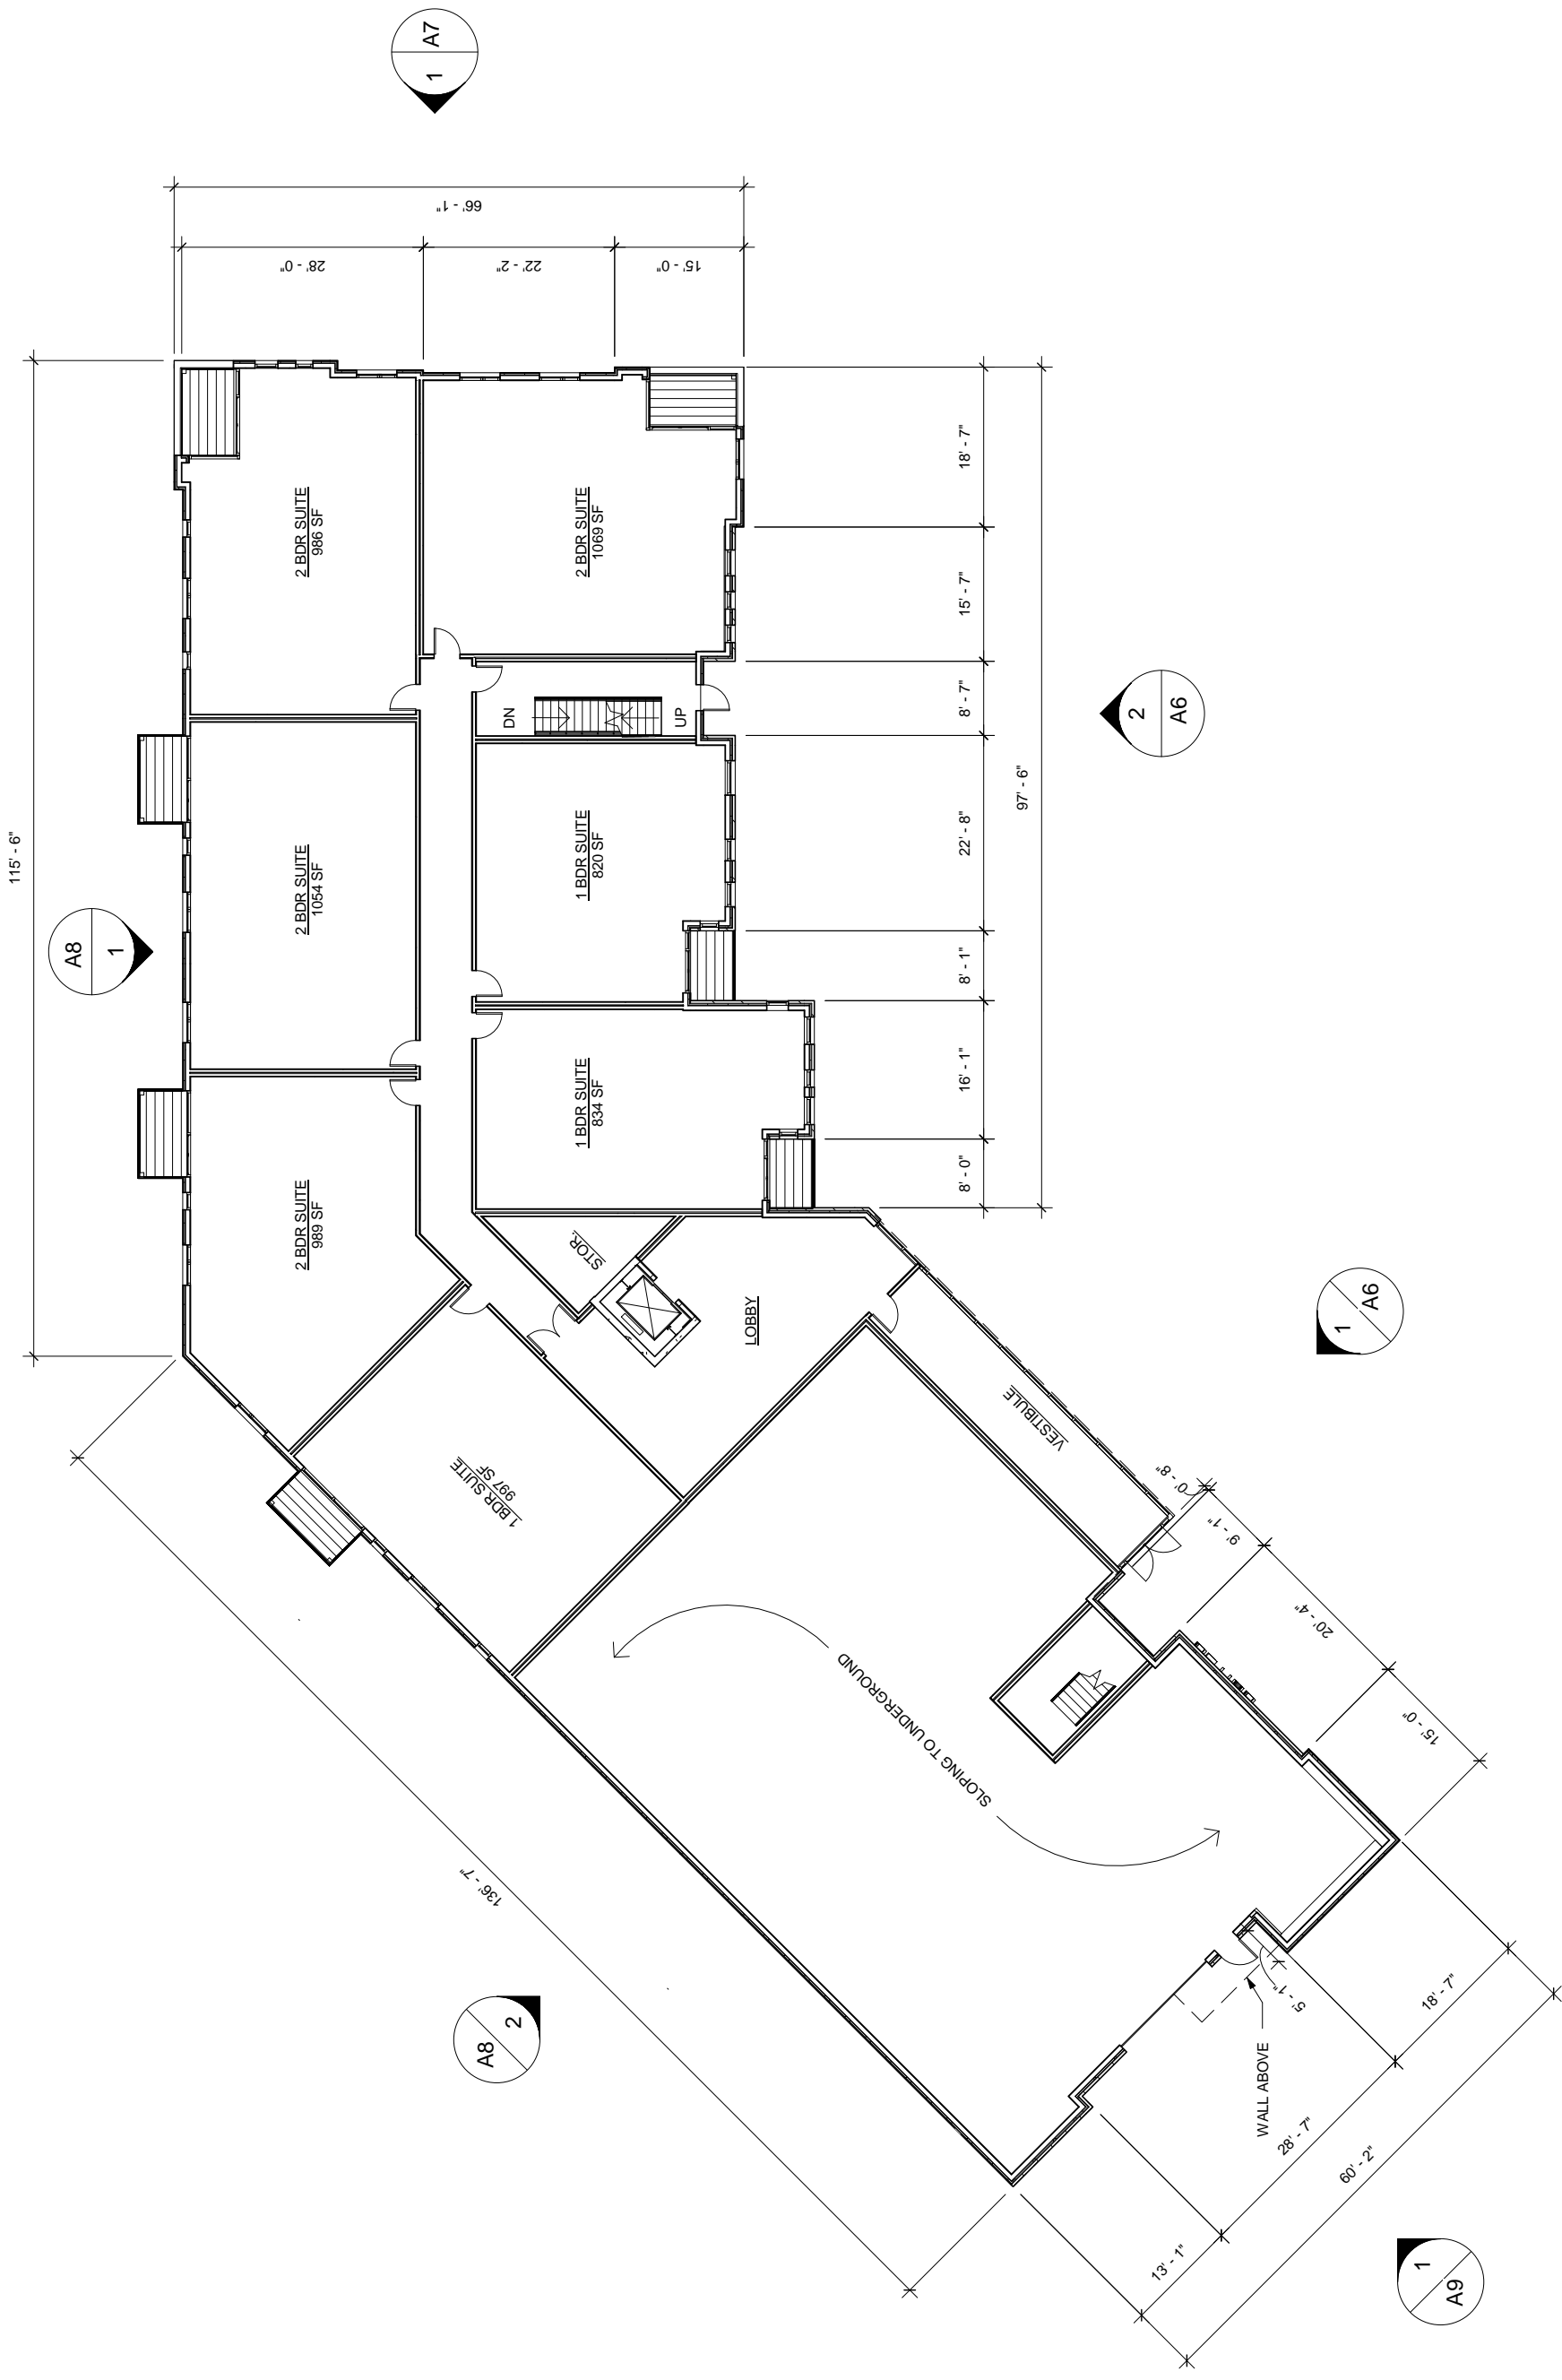 1
A7
66' - 1"
28' - 0"
22' - 2"
15' - 0"
115' - 6"
A8
1
2 BDR SUITE
986 SF
2 BDR SUITE
1069 SF
18' - 7"
15' - 7"
8' - 7"
22' - 8"
8' - 1"
16' - 1"
8' - 0"
97' - 6"
2
A6
DN
UP
2 BDR SUITE
1054 SF
1 BDR SUITE
820 SF
1 BDR SUITE
834 SF
2 BDR SUITE
989 SF
STOR.
LOBBY
1
A6
VESTIBULE
1 BDR SUITE
997 SF
0' - 8"
9' - 1"
20' - 4"
15' - 0"
SLOPING TO UNDERGROUND
136' - 7"
A8
2
5' - 1"
WALL ABOVE
18' - 7"
28' - 7"
60' - 2"
13' - 1"
1
A9